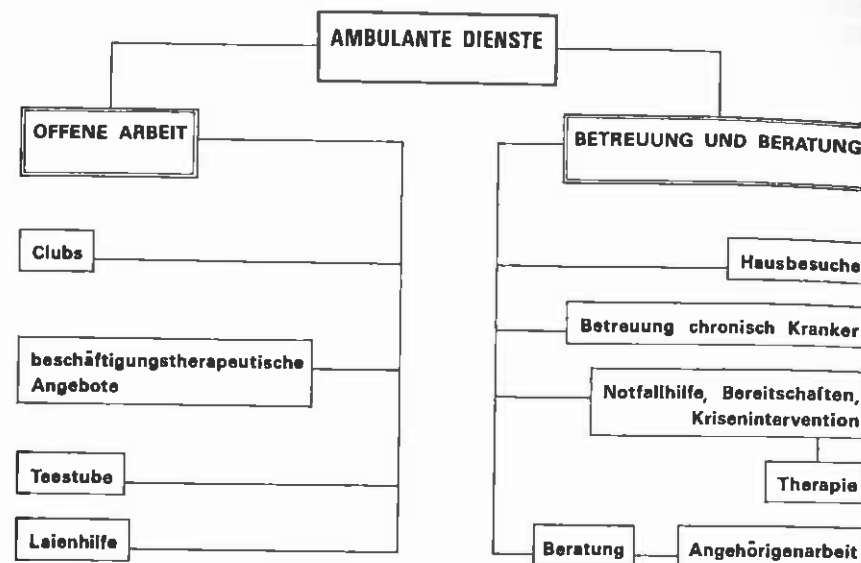 AMBULANTE DIENSTE
OFFENE ARBEIT
Clubs
beschäftigungstherapeutische
Angebote
Teestube
Laienhilfe
BETREUUNG UND BERATUNG
Hausbesuche
Betreuung chronisch Kranker
Notfallhilfe, Bereitschaften,
Krisenintervention
Therapie
Beratung
Angehörigenarbeit